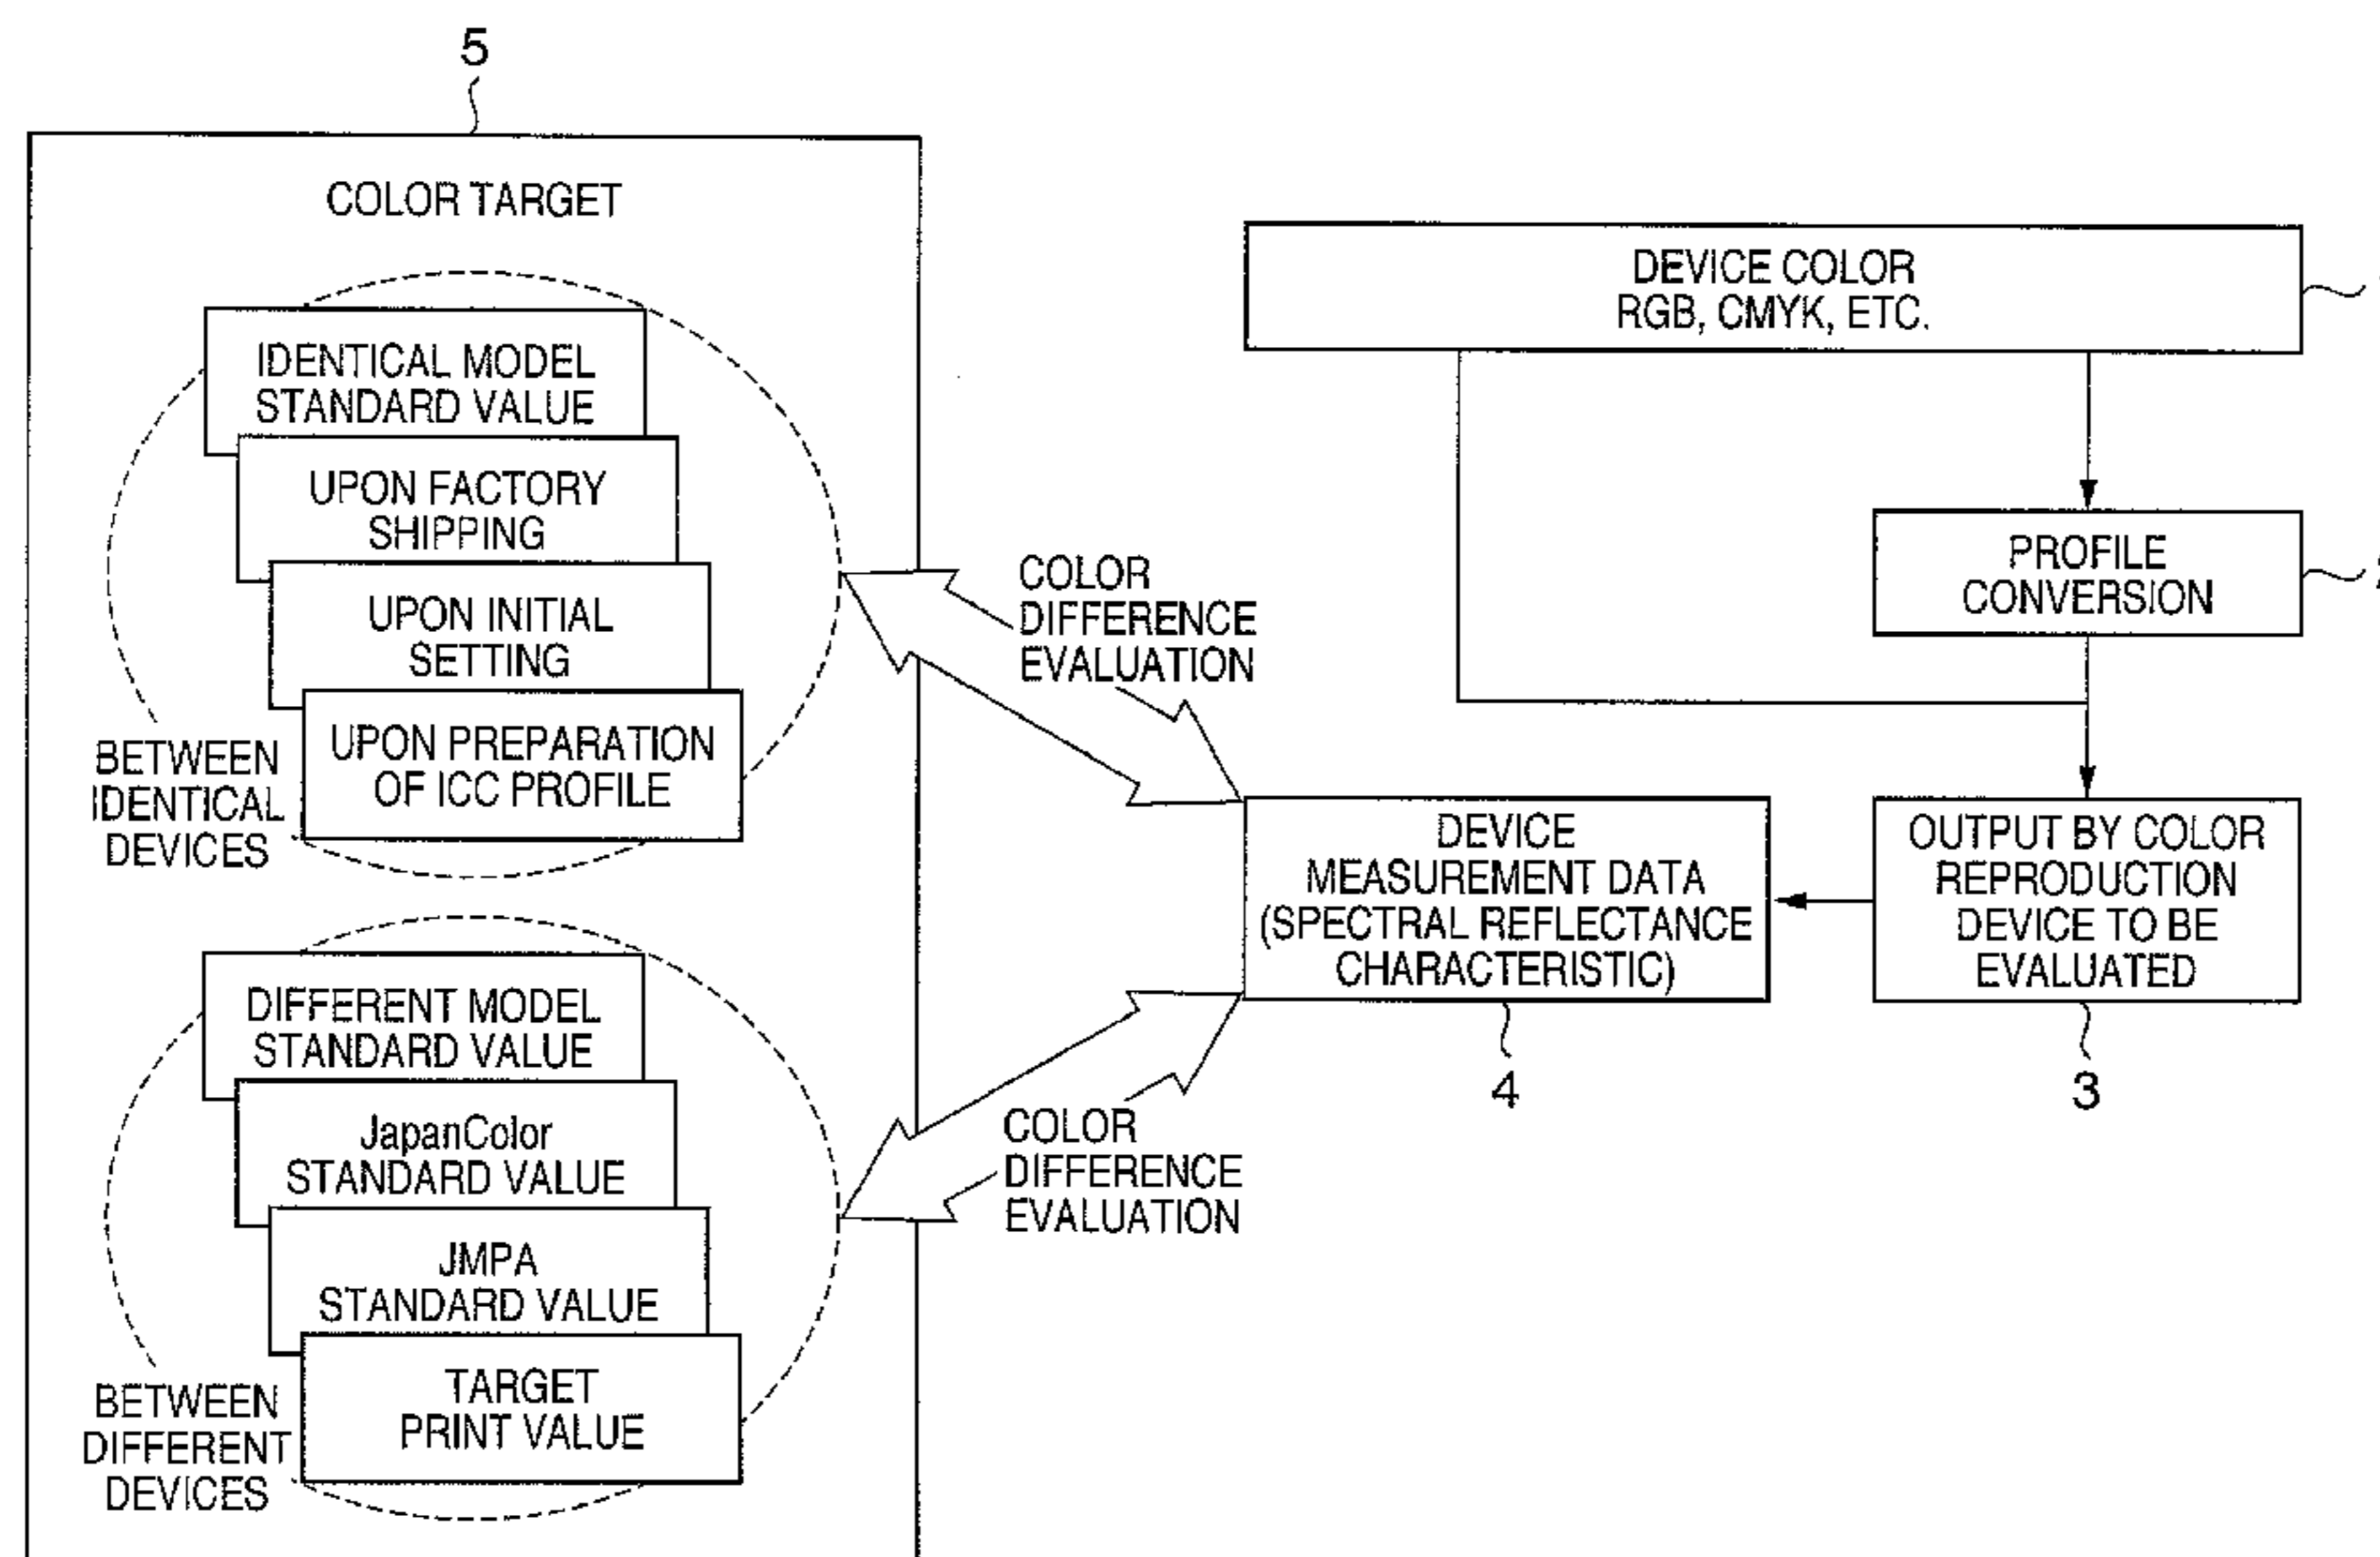 5
COLOR TARGET
IDENTICAL MODEL
STANDARD VALUE
UPON FACTORY
SHIPPING
UPON INITIAL
SETTING
UPON PREPARATION
OF ICC PROFILE
BETWEEN
IDENTICAL
DEVICES
DIFFERENT MODEL
STANDARD VALUE
JapanColor
STANDARD VALUE
JMPA
STANDARD VALUE
TARGET
PRINT VALUE
BETWEEN
DIFFERENT
DEVICES
COLOR
DIFFERENCE
EVALUATION
COLOR
DIFFERENCE
EVALUATION
DEVICE COLOR
RGB, CMYK, ETC.
PROFILE
CONVERSION
OUTPUT BY COLOR
REPRODUCTION
DEVICE TO BE
EVALUATED
3
DEVICE
MEASUREMENT DATA
(SPECTRAL REFLECTANCE
CHARACTERISTIC)
4